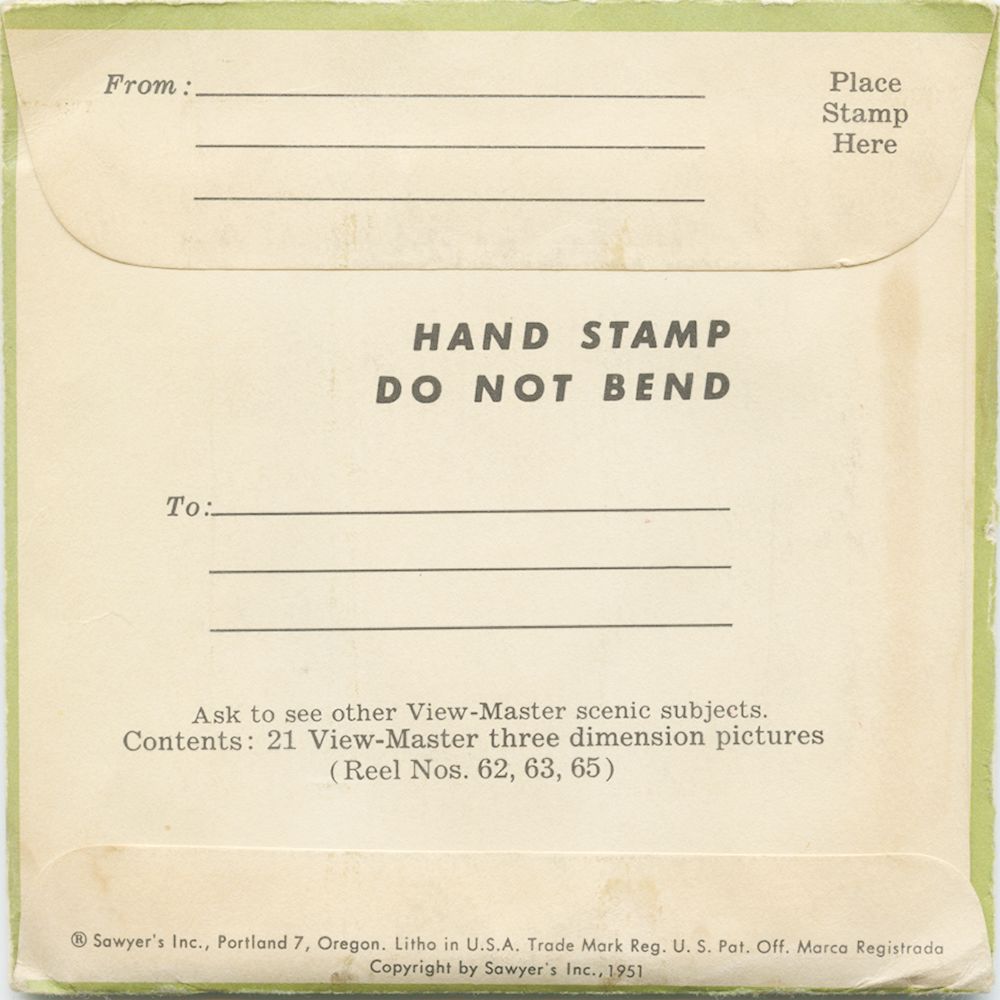 From:
Place
Stamp
Here
HAND STAMP
DO NOT BEND
To:
Ask to see other View-Master scenic subjects.
Contents: 21 View-Master three dimension pictures
(Reel Nos. 62, 63, 65)
® Sawyer's Inc., Portland 7, Oregon. Litho in U.S.A. Trade Mark Reg. U. S. Pat. Off. Marca Registrada
Copyright by Sawyer's Inc., 1951